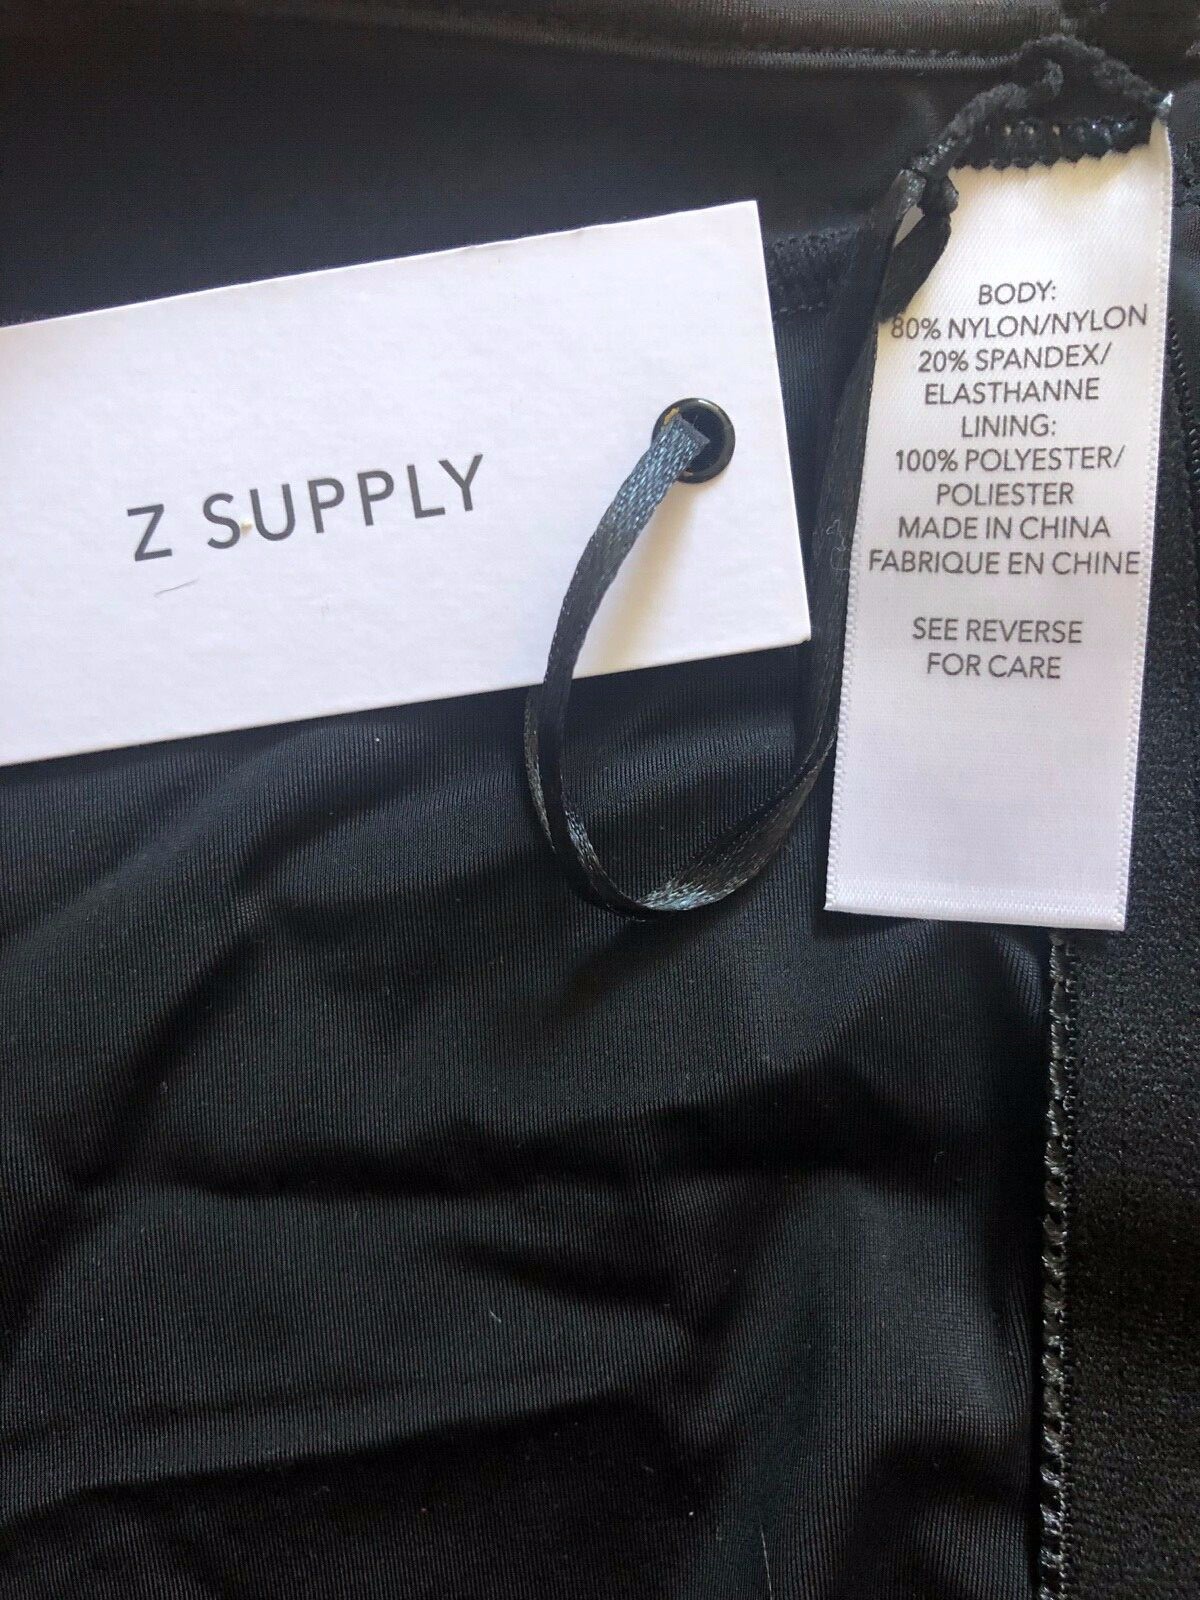 Z SUPPLY
BODY:
80% NYLON/NYLON
20% SPANDEX/
ELASTHANNE
LINING:
100% POLYESTER/
POLIESTER
MADE IN CHINA
FABRIQUE EN CHINE
SEE REVERSE
FOR CARE